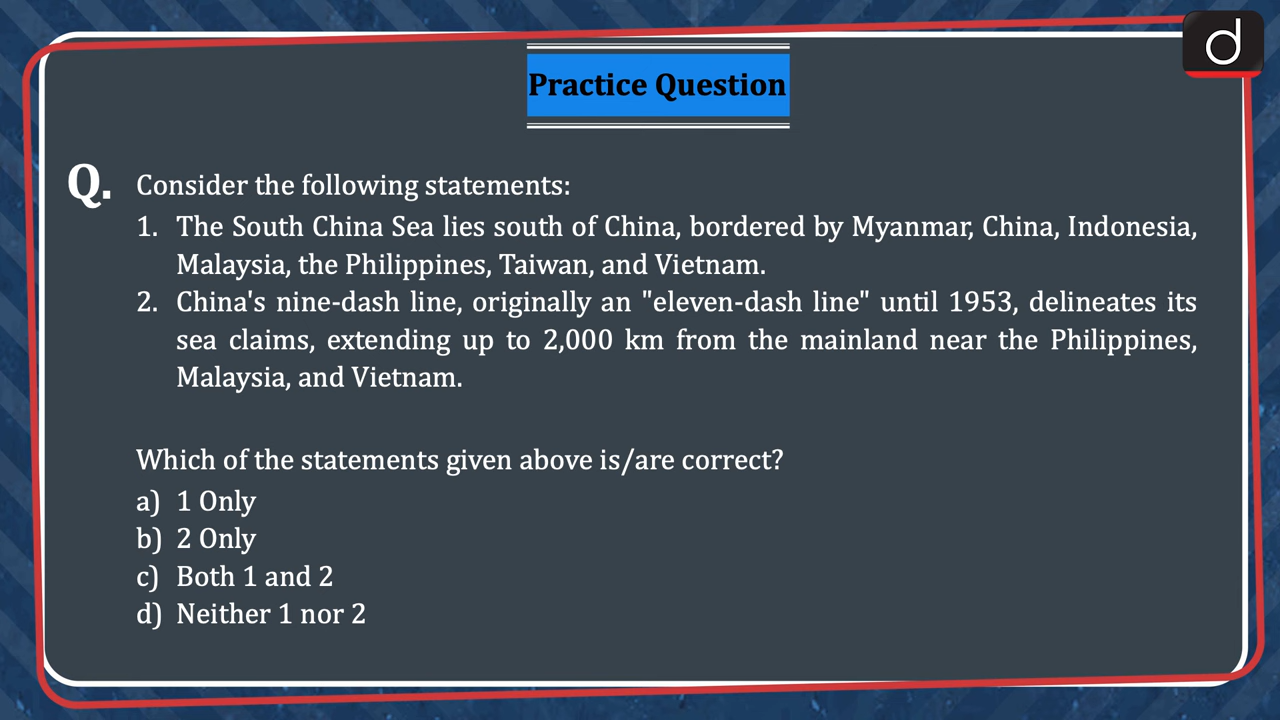 d
Practice Question
Q. Consider the following statements:
1. The South China Sea lies south of China, bordered by Myanmar, China, Indonesia,
Malaysia, the Philippines, Taiwan, and Vietnam.
2. China's nine-dash line, originally an "eleven-dash line" until 1953, delineates its
sea claims, extending up to 2,000 km from the mainland near the Philippines,
Malaysia, and Vietnam.
Which of the statements given above is/are correct?
a) 1 Only
b) 2 Only
c) Both 1 and 2
d) Neither 1 nor 2